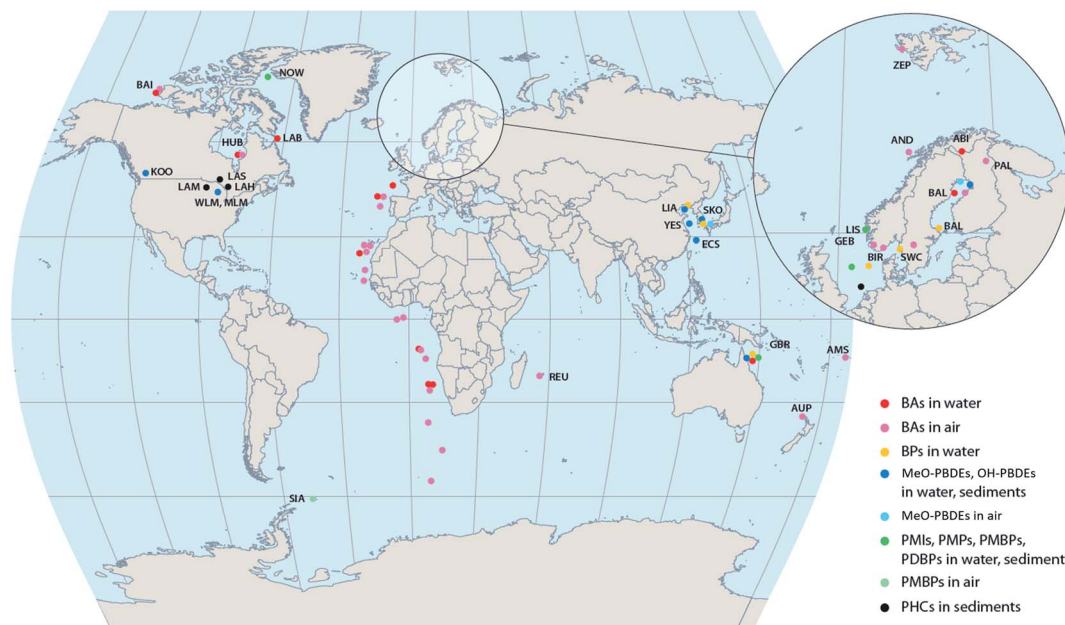 ZEP
NOW
BAI
AND
ABI
HUB
LAB
PAL
KOO
LAS
LAM
LAH
WLM, MLM
BAL
LIA
SKO
YES
ECS
LIS
BAL
GEB
BIR
SWC
GBR
AMS
REU
AUP
SIA
BAs in water
BAs in air
BPs in water
MeO-PBDEs, OH-PBDEs
in water, sediments
MeO-PBDEs in air
PMIs, PMPs, PMBPs,
PDBPs in water, sediment
PMBPs in air
PHCs in sediments